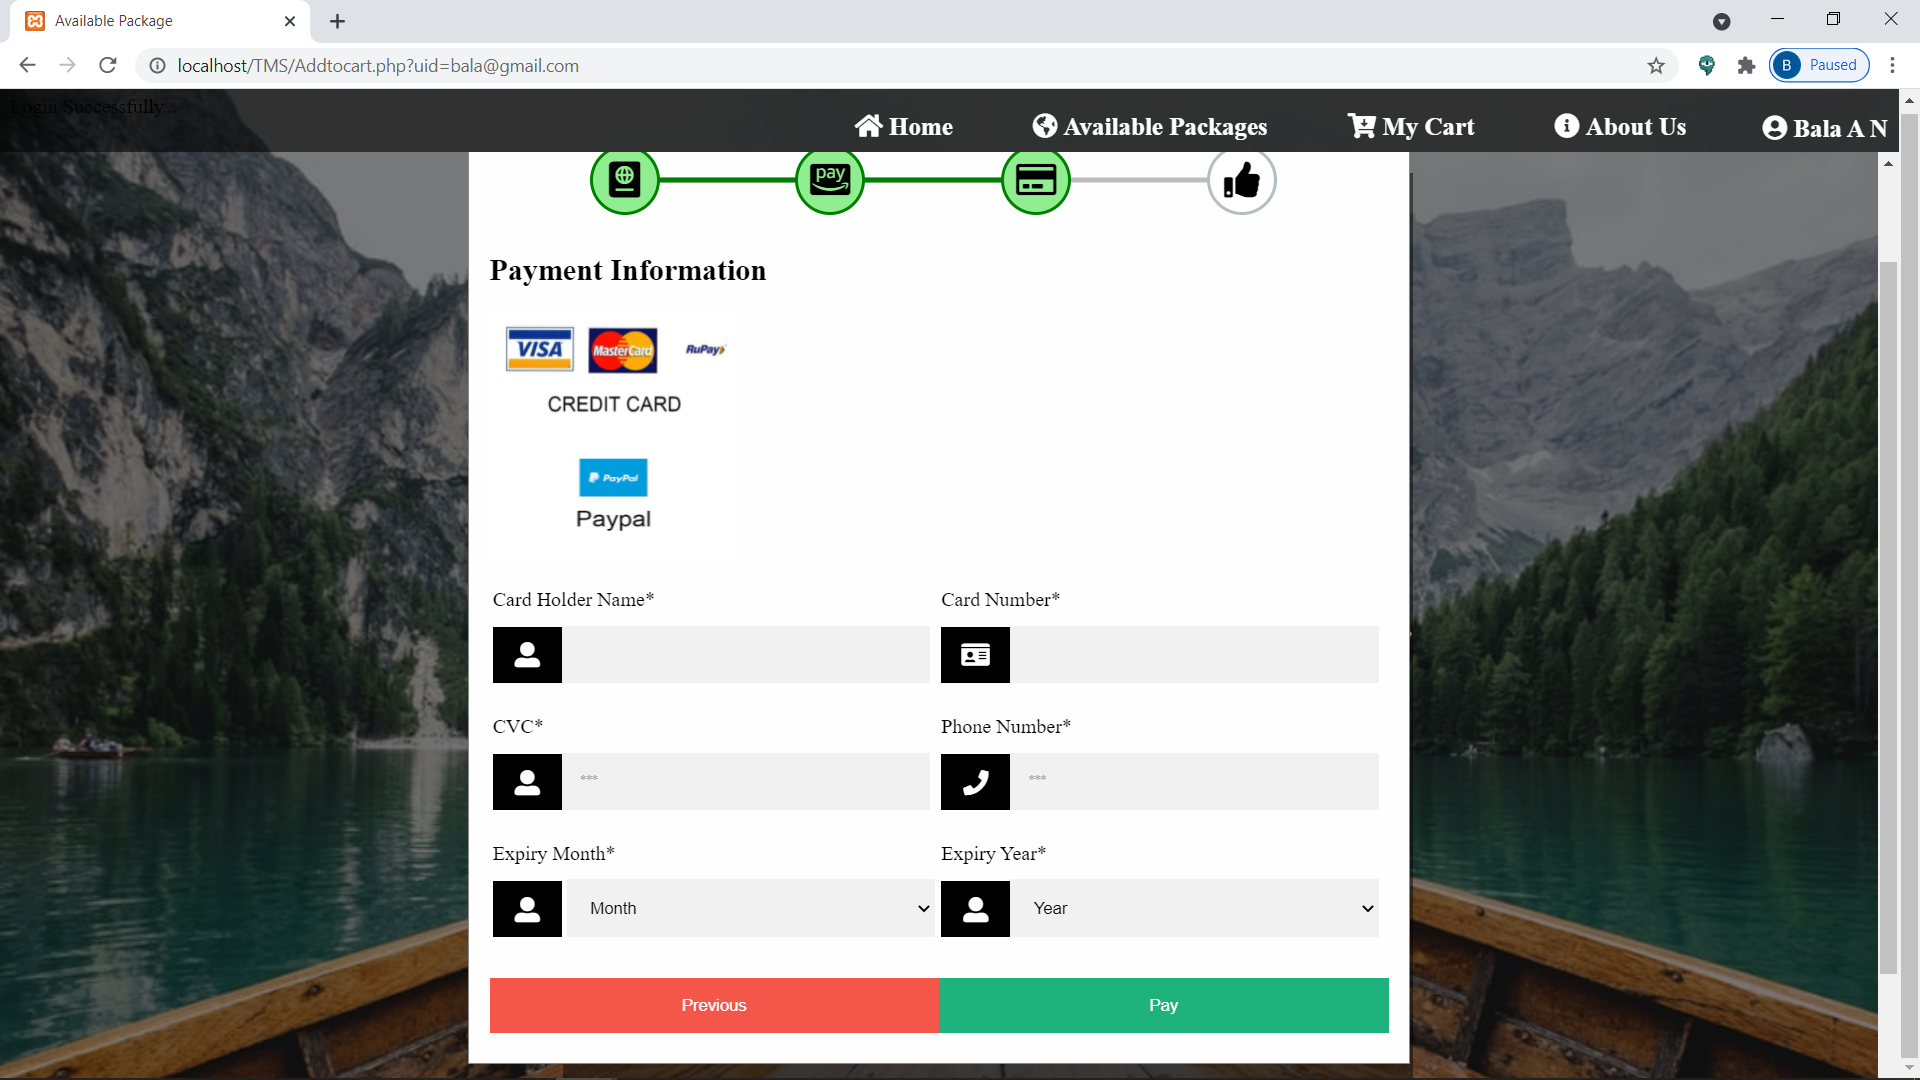 Available Package
localhost/TMS/Addtocart.php?uid=bala@gmail.com
B Paused
Login Successfully...
Home Available Packages My Cart About Us Bala A N
pay
Payment Information
VISA MasterCard RuPay
CREDIT CARD
PayPal
Paypal
Card Holder Name* Card Number*
CVC* Phone Number*
*** ***
Expiry Month* Expiry Year*
Month Year
Previous Pay